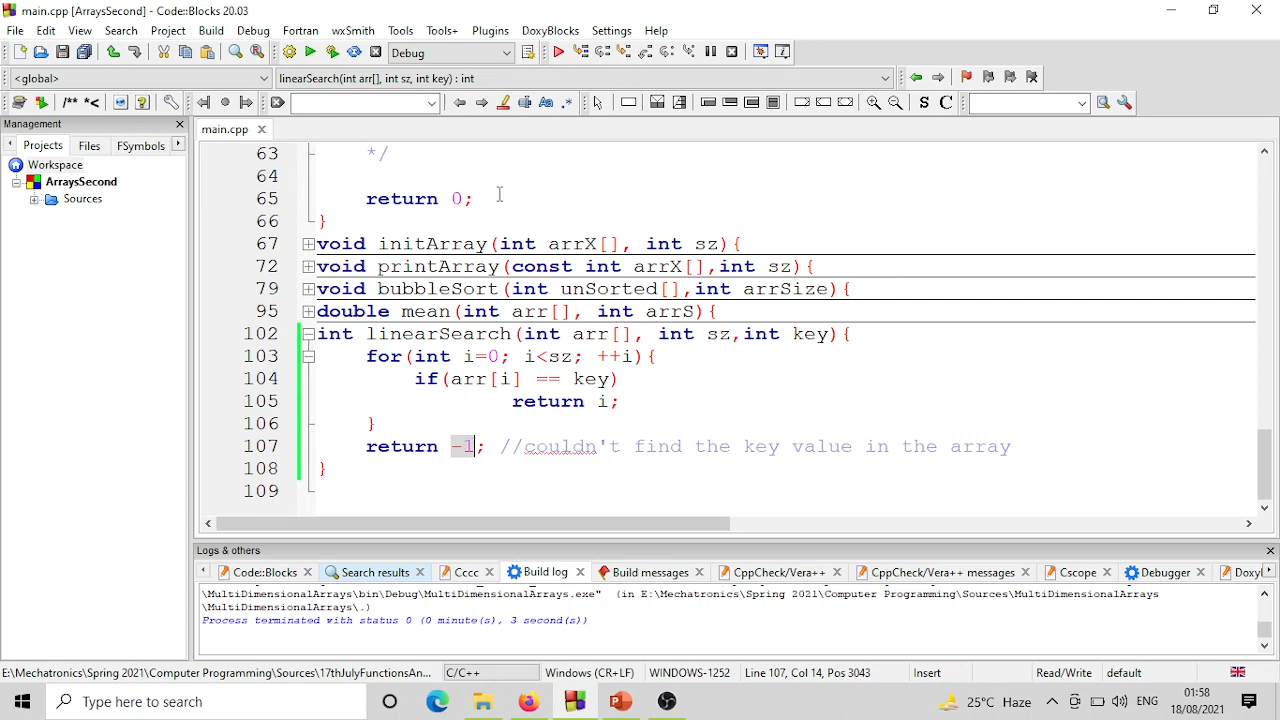 main.cpp [ArraysSecond] - Code::Blocks 20.03
File Edit View Search Project Build Debug Fortran wxSmith Tools Tools+ Plugins DoxyBlocks Settings Help
Debug
<global> linearSearch(int arr[], int sz, int key) : int
/** *< S C
Management
main.cpp
Projects Files FSymbols
Workspace
ArraysSecond
Sources
63 */
64
65 return 0;
66 }
67 void initArray(int arrX[], int sz){
72 void printArray(const int arrX[],int sz){
79 void bubbleSort(int unSorted[],int arrSize){
95 double mean(int arr[], int arrS){
102 int linearSearch(int arr[], int sz,int key){
103 for(int i=0; i<sz; ++i){
104 if(arr[i] == key)
105 return i;
106 }
107 return -1; //couldn't find the key value in the array
108 }
109
Logs & others
Code::Blocks Search results Cccc Build log Build messages CppCheck/Vera++ CppCheck/Vera++ messages Cscope Debugger Doxy
\MultiDimensionalArrays\bin\Debug\MultiDimensionalArrays.exe" (in E:\Mechatronics\Spring 2021\Computer Programming\Sources\MultiDimensionalArrays
\MultiDimensionalArrays\.)
Process terminated with status 0 (0 minute(s), 3 second(s))
E:\Mechatronics\Spring 2021\Computer Programming\Sources\17thJulyFunctionsAn... C/C++ Windows (CR+LF) WINDOWS-1252 Line 107, Col 14, Pos 3043 Insert Read/Write default
Type here to search 25°C Haze ENG 01:58
18/08/2021